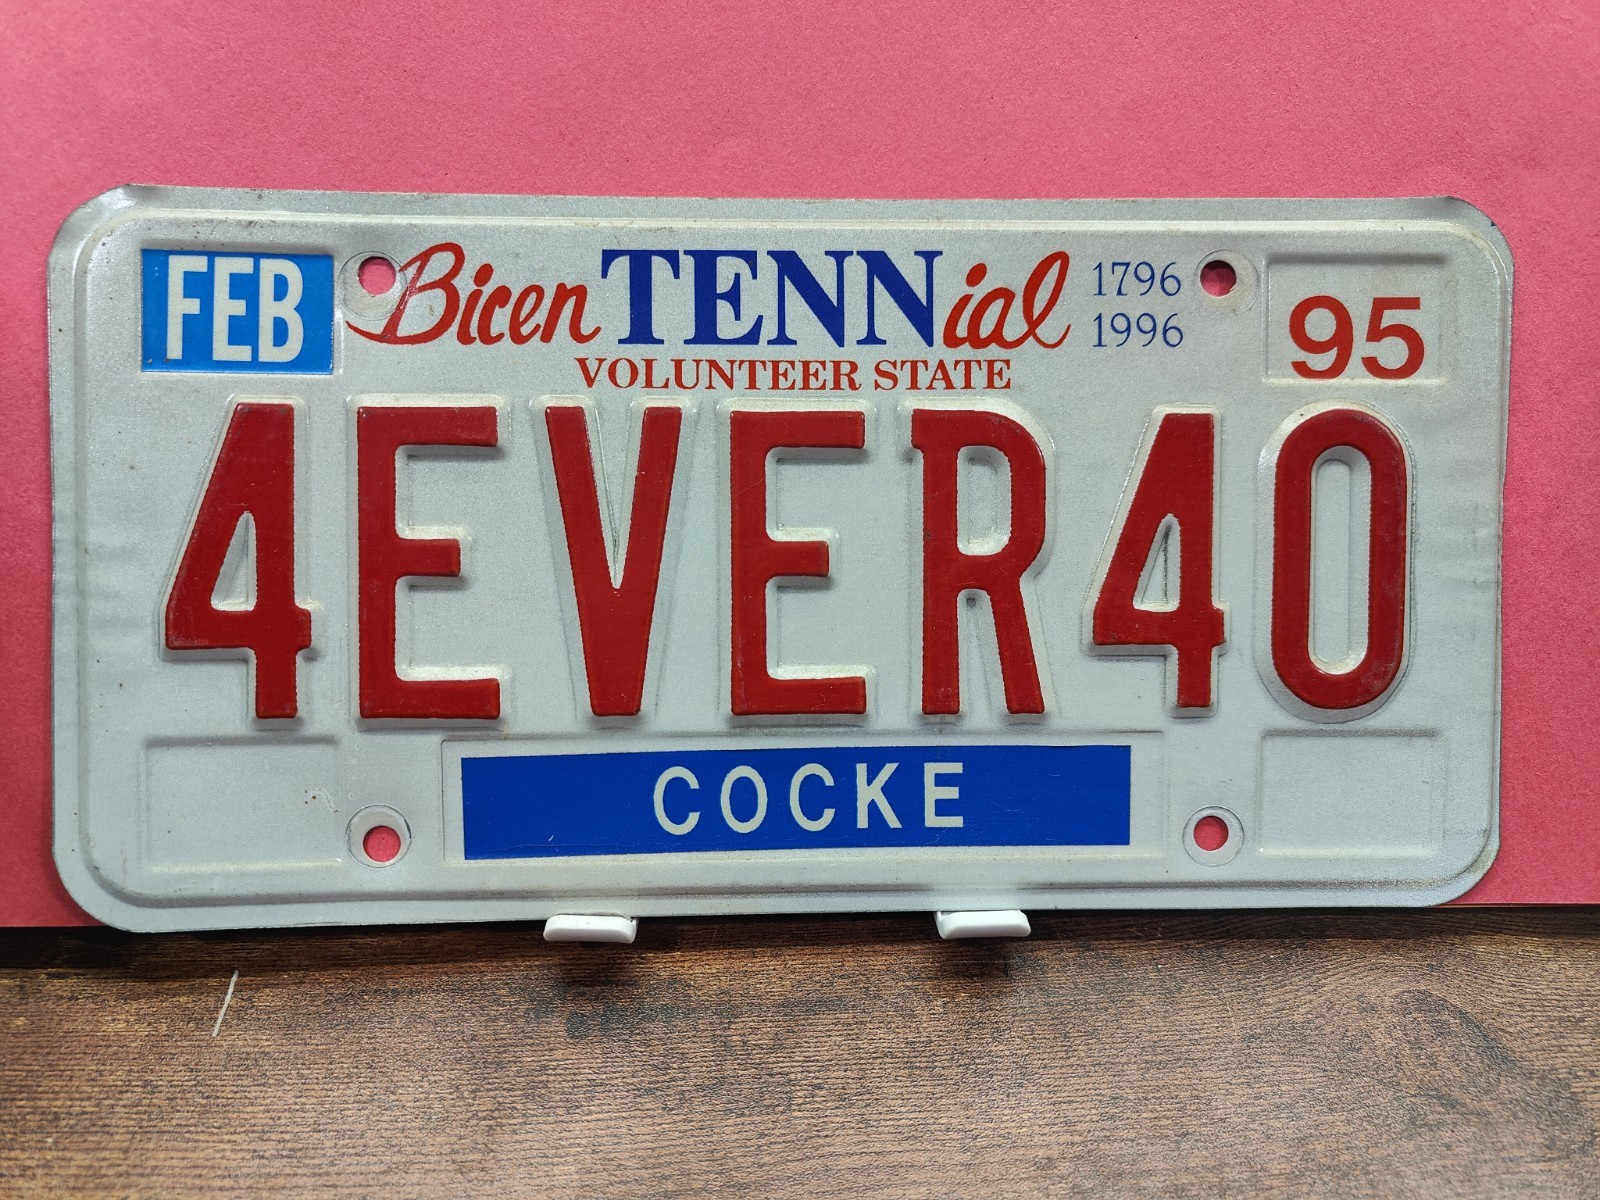 FEB BicenTENNial 1796 95
1996
VOLUNTEER STATE
4EVER40
COCKE